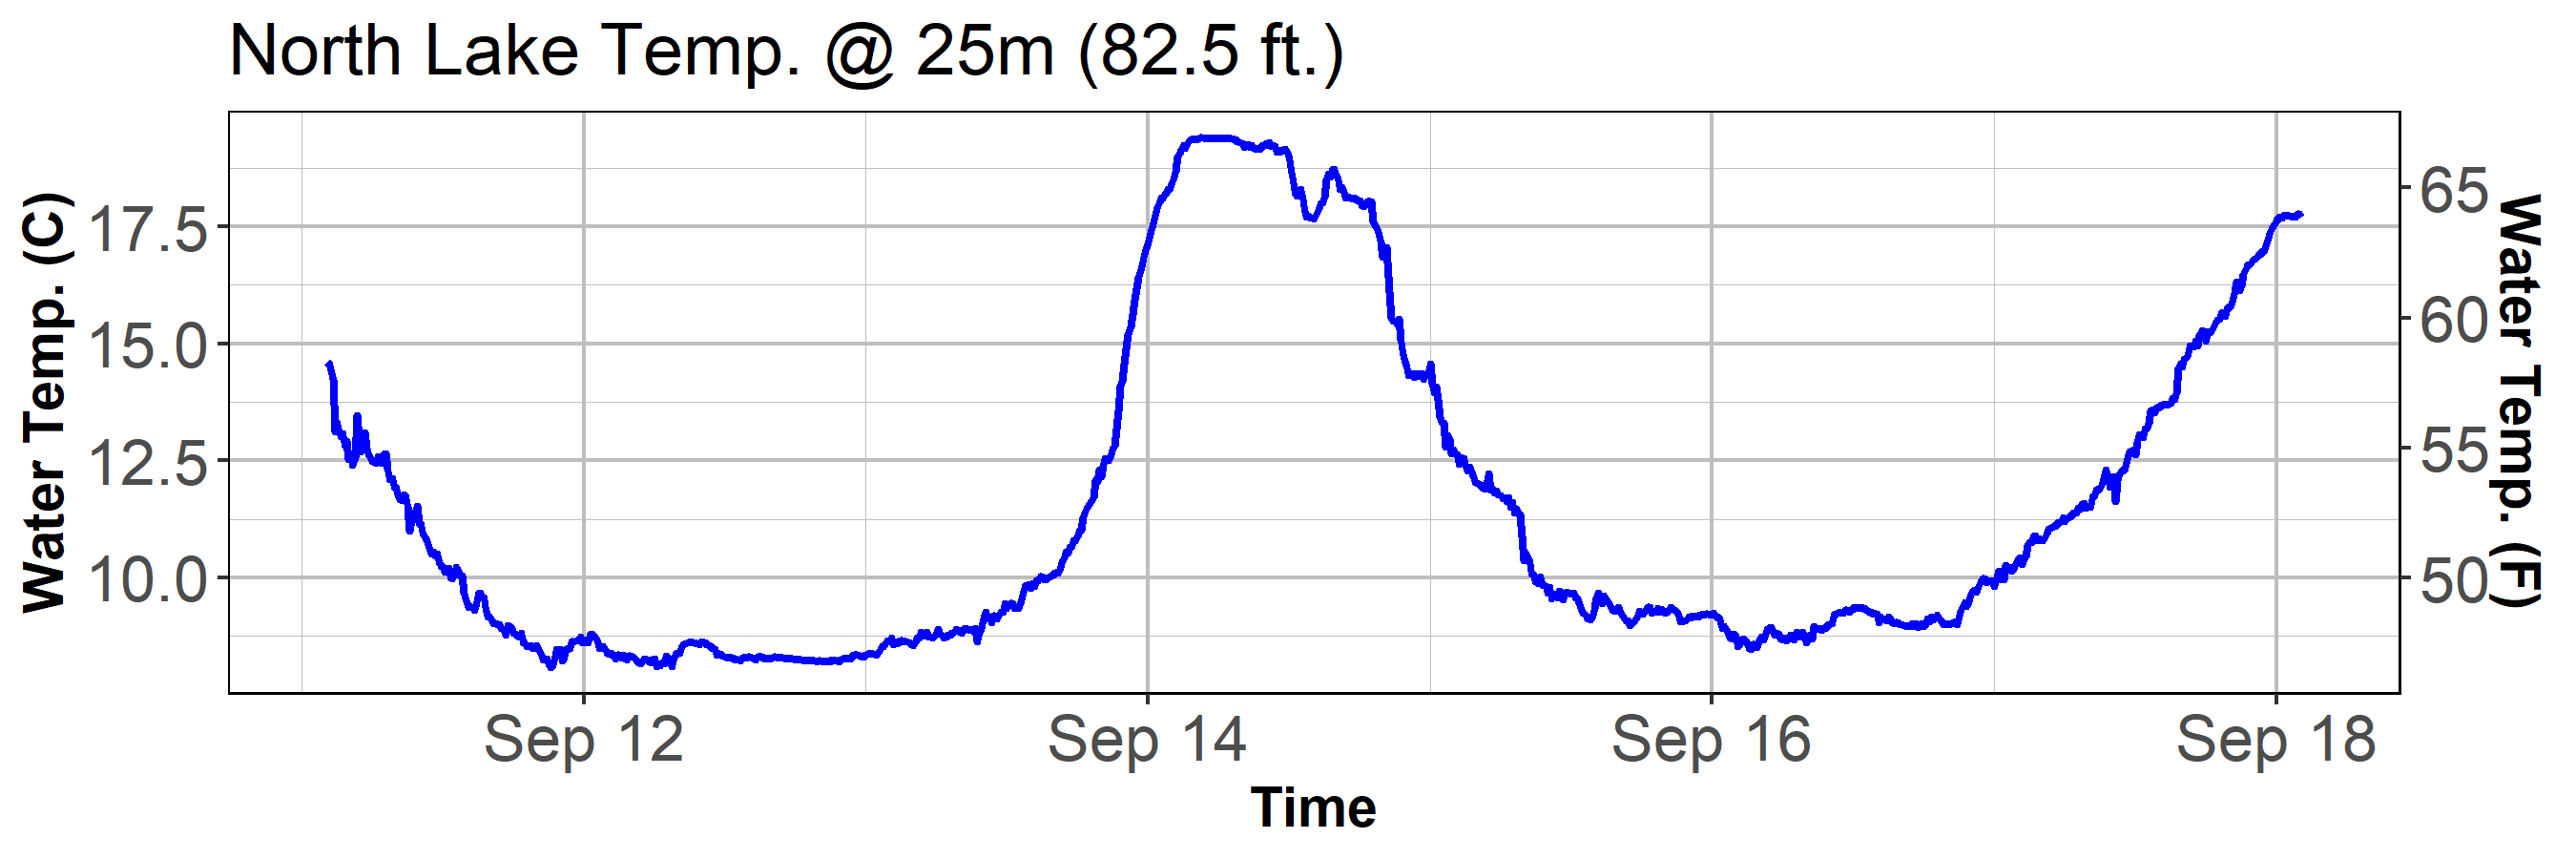 North Lake Temp. @ 25m (82.5 ft.)
Water Temp. (C)
17.5
15.0
12.5
10.0
65
60
55
50
Water Temp. (F)
Sep 12
Sep 14
Sep 16
Sep 18
Time